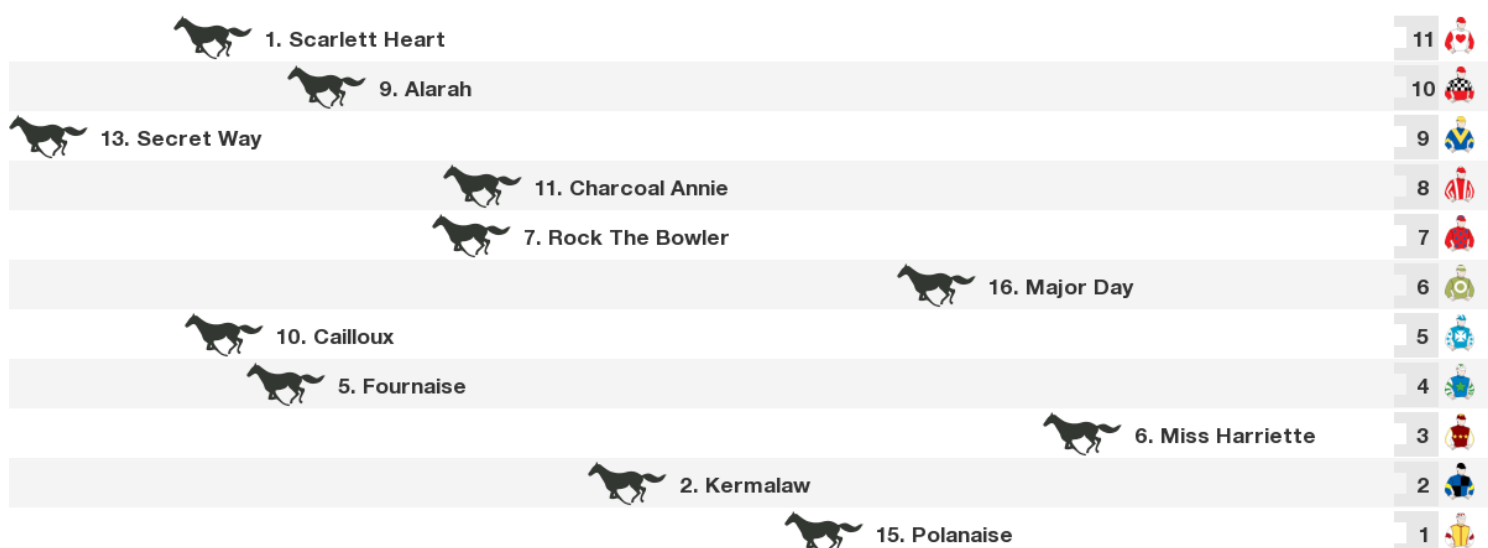 1. Scarlett Heart 11
9. Alarah 10
13. Secret Way 9
11. Charcoal Annie 8
7. Rock The Bowler 7
16. Major Day 6
10. Cailloux 5
5. Fournaise 4
6. Miss Harriette 3
2. Kermalaw 2
15. Polanaise 1